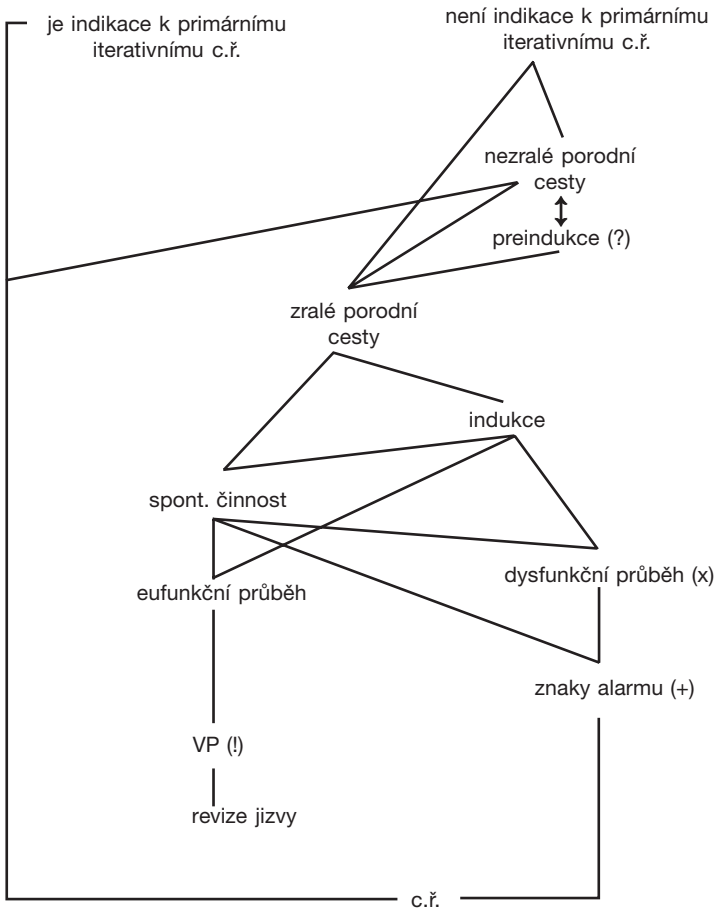 je indikace k primárnímu
iterativnímu c.ř.
není indikace k primárnímu
iterativnímu c.ř.
nezralé porodní
cesty
preindukce (?)
zralé porodní
cesty
indukce
spont. činnost
eufunkční průběh
dysfunkční průběh (x)
znaky alarmu (+)
VP (!)
revize jizvy
c.ř.